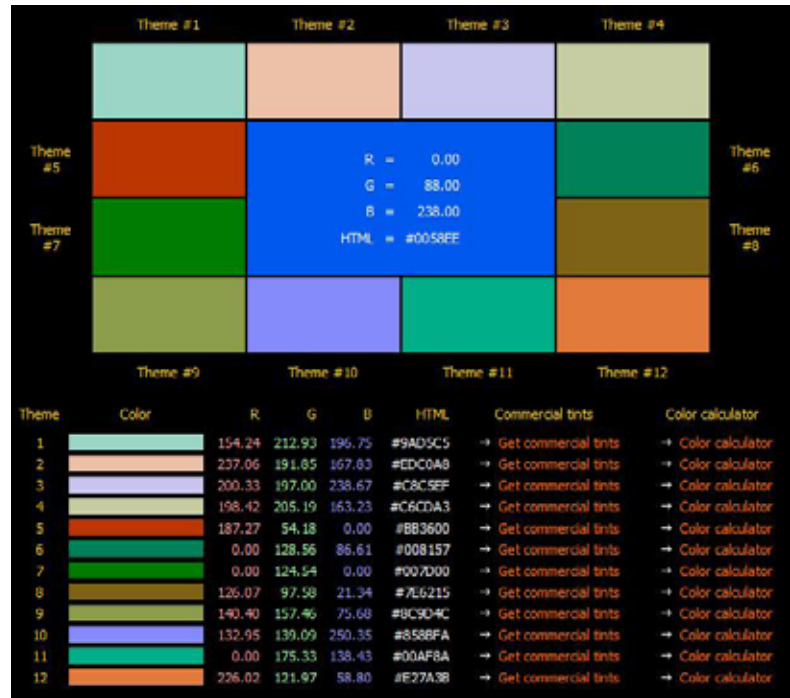 Theme #1 Theme #2 Theme #3 Theme #4
Theme #5
R = 0.00
G = 88.00
B = 238.00
HTML = #0058EE
Theme #6
Theme #7
Theme #8
Theme #9 Theme #10 Theme #11 Theme #12
Theme Color R G B HTML Commercial tints Color calculator
1 154.24 212.93 196.75 #9AD5C5 → Get commercial tints → Color calculator
2 237.06 191.85 167.83 #EDC0A8 → Get commercial tints → Color calculator
3 200.33 197.00 238.67 #C8C5EF → Get commercial tints → Color calculator
4 198.42 205.19 163.23 #C6CDA3 → Get commercial tints → Color calculator
5 187.27 54.18 0.00 #BB3600 → Get commercial tints → Color calculator
6 0.00 128.56 86.61 #008157 → Get commercial tints → Color calculator
7 0.00 124.54 0.00 #007D00 → Get commercial tints → Color calculator
8 126.07 97.58 21.34 #7E6215 → Get commercial tints → Color calculator
9 140.40 157.46 75.68 #8C9D4C → Get commercial tints → Color calculator
10 132.95 139.09 250.35 #858BFA → Get commercial tints → Color calculator
11 0.00 175.33 138.43 #00AF8A → Get commercial tints → Color calculator
12 226.02 121.97 58.80 #E27A3B → Get commercial tints → Color calculator